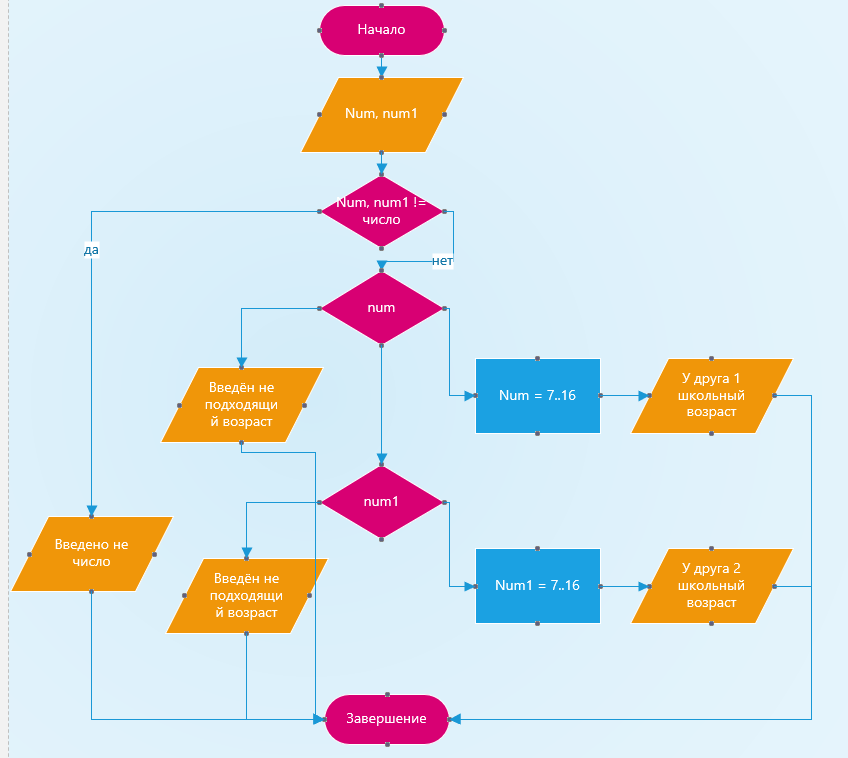 Начало
Num, num1
Num, num1 !=
число
да
нет
num
Введён не
подходящи
й возраст
Num = 7..16
У друга 1
школьный
возраст
num1
Введено не
число
Введён не
подходящи
й возраст
Num1 = 7..16
У друга 2
школьный
возраст
Завершение